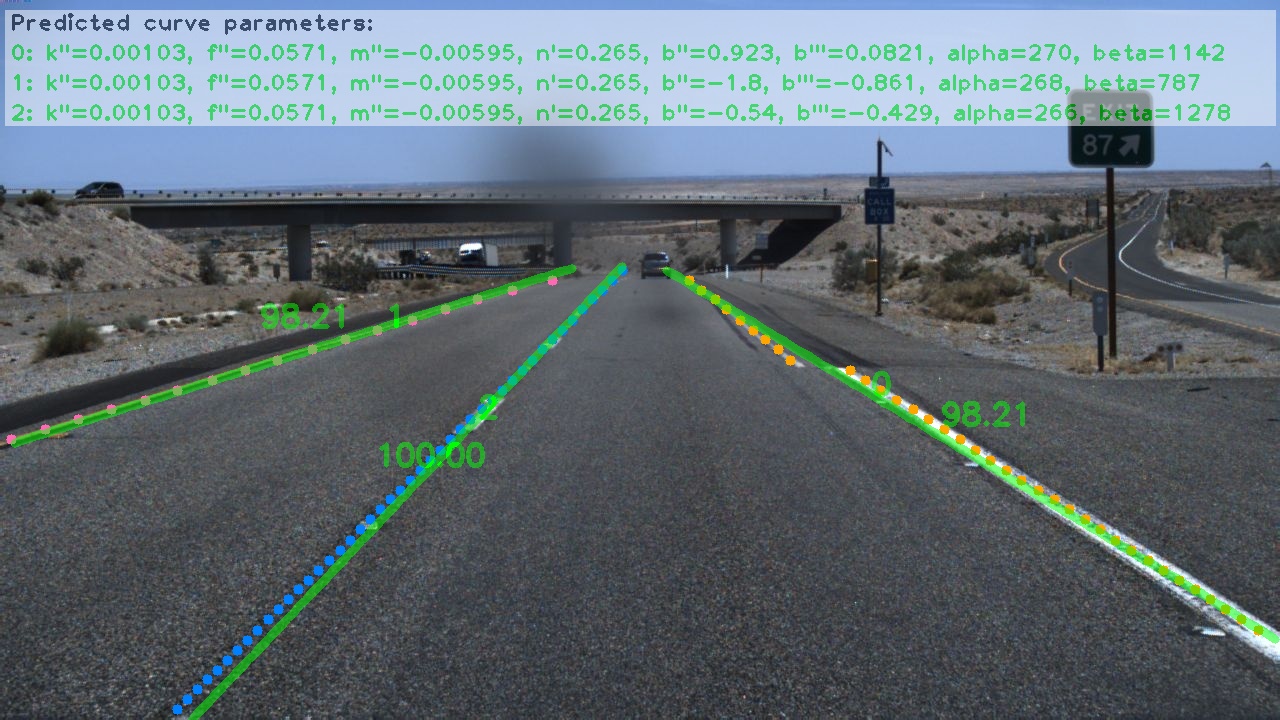 Predicted curve parameters:
0: k"=0.00103, f"=0.0571, m"=-0.00595, n'=0.265, b"=0.923, b'''=0.0821, alpha=270, beta=1142
1: k"=0.00103, f"=0.0571, m"=-0.00595, n'=0.265, b"=-1.8, b'''=-0.861, alpha=268, beta=787
2: k"=0.00103, f"=0.0571, m"=-0.00595, n'=0.265, b"=-0.54, b'''=-0.429, alpha=266, beta=1278
EXIT
87
CALL
BOX
98.21 1
0
98.21
2
100.00